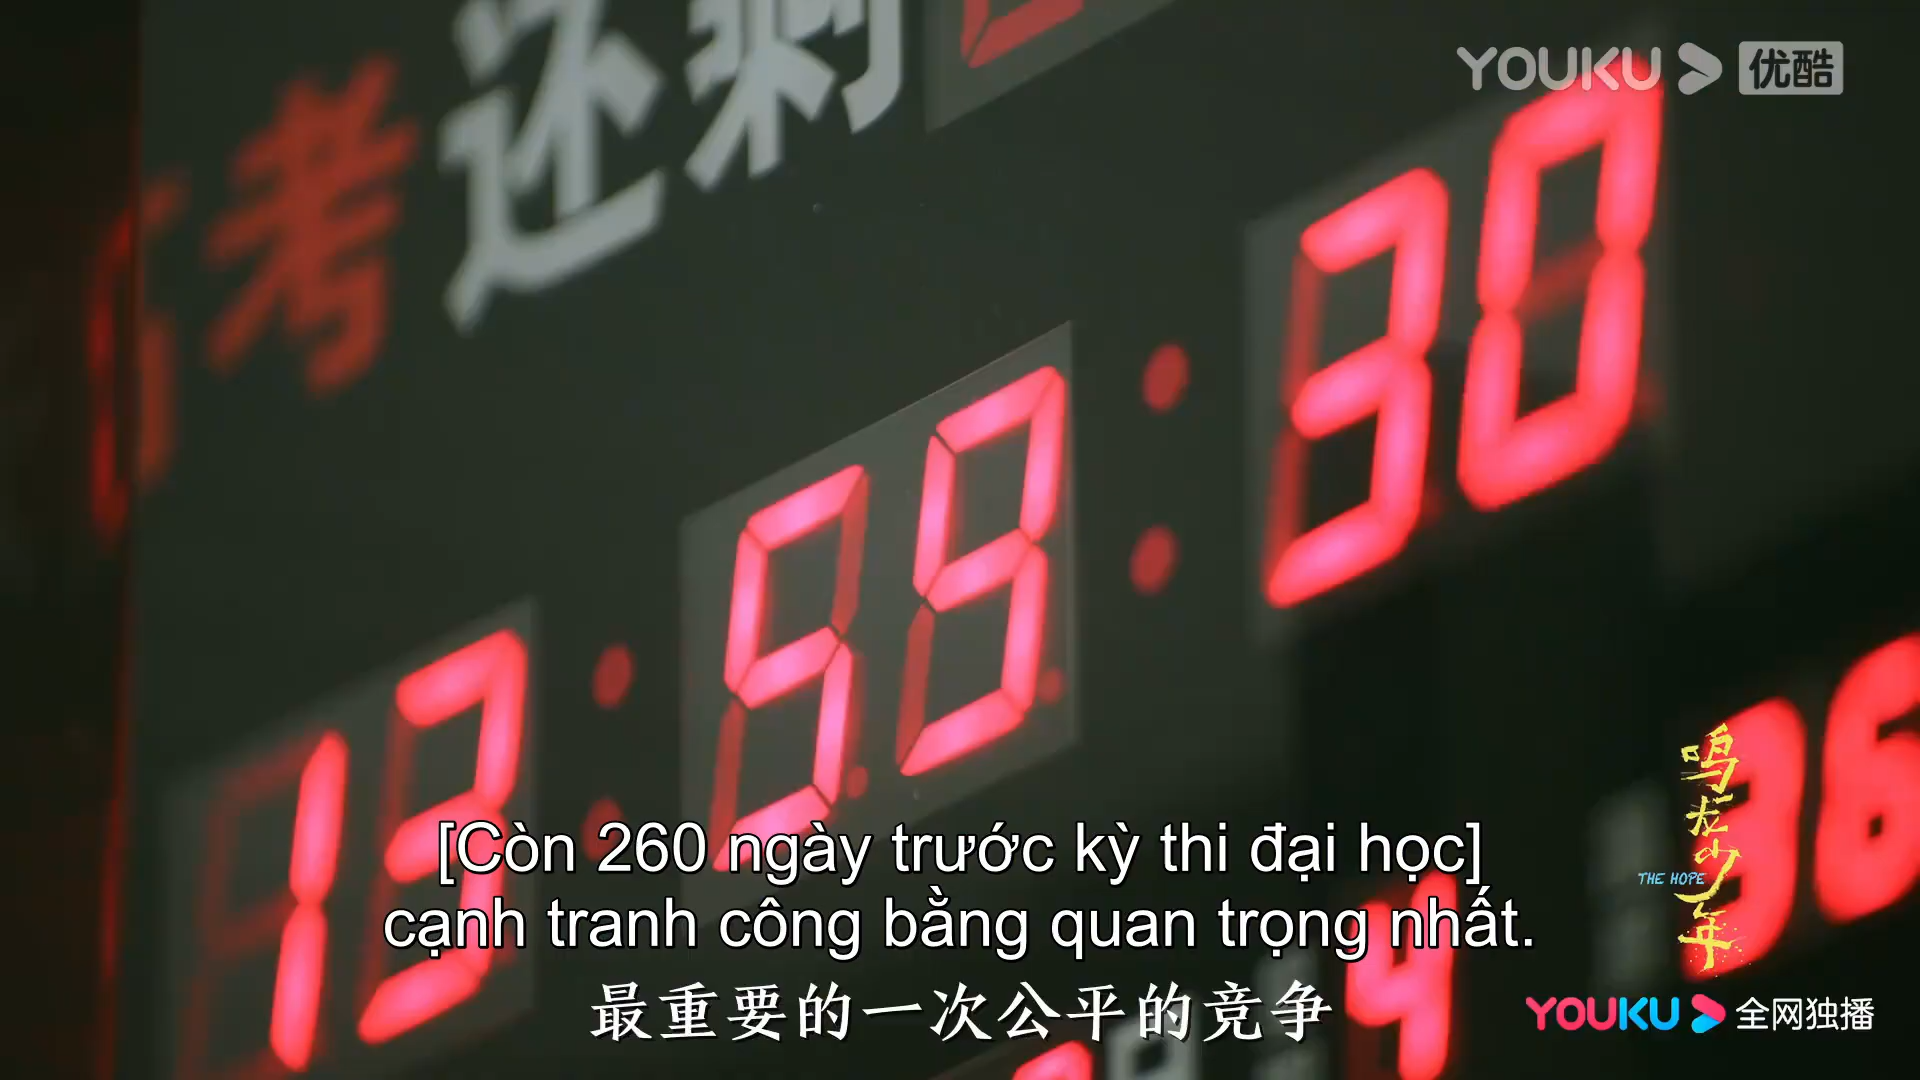 考还剩
YOUKU 优酷
13:59:30
36
鸣龙少年
THE HOPE
[Còn 260 ngày trước kỳ thi đại học]
cạnh tranh công bằng quan trọng nhất.
4
最重要的一次公平的竞争
YOUKU 全网独播